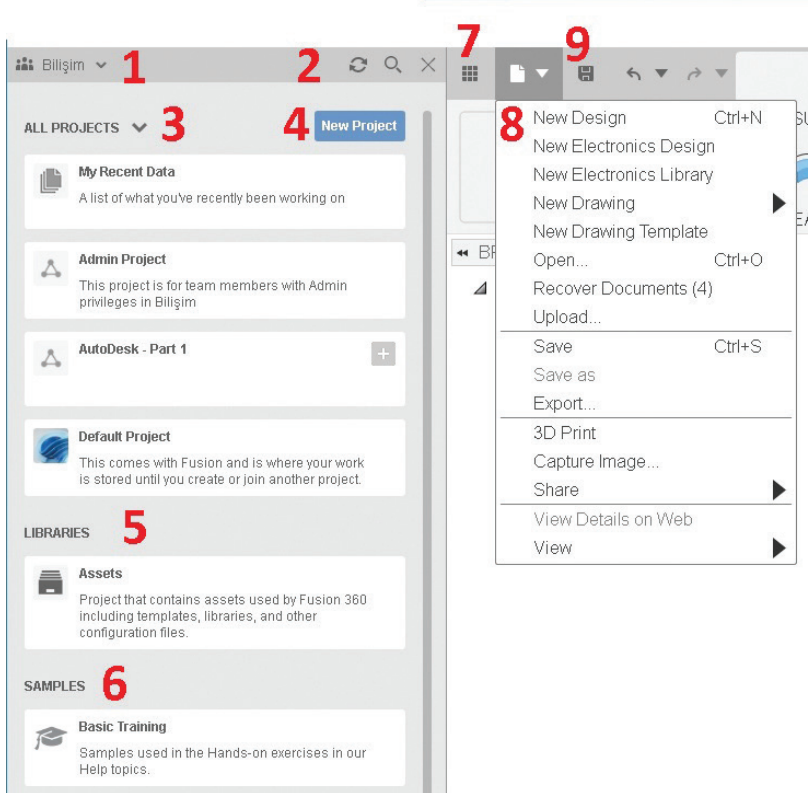 Bilişim
1
2
ALL PROJECTS
3
4
New Project
My Recent Data
A list of what you've recently been working on
Admin Project
This project is for team members with Admin
privileges in Bilişim
AutoDesk - Part 1
Default Project
This comes with Fusion and is where your work
is stored until you create or join another project.
LIBRARIES
5
Assets
Project that contains assets used by Fusion 360
including templates, libraries, and other
configuration files.
SAMPLES
6
Basic Training
Samples used in the Hands-on exercises in our
Help topics.
7
9
8
New Design Ctrl+N
New Electronics Design
New Electronics Library
New Drawing
New Drawing Template
Open... Ctrl+O
Recover Documents (4)
Upload...
Save Ctrl+S
Save as
Export...
3D Print
Capture Image...
Share
View Details on Web
View